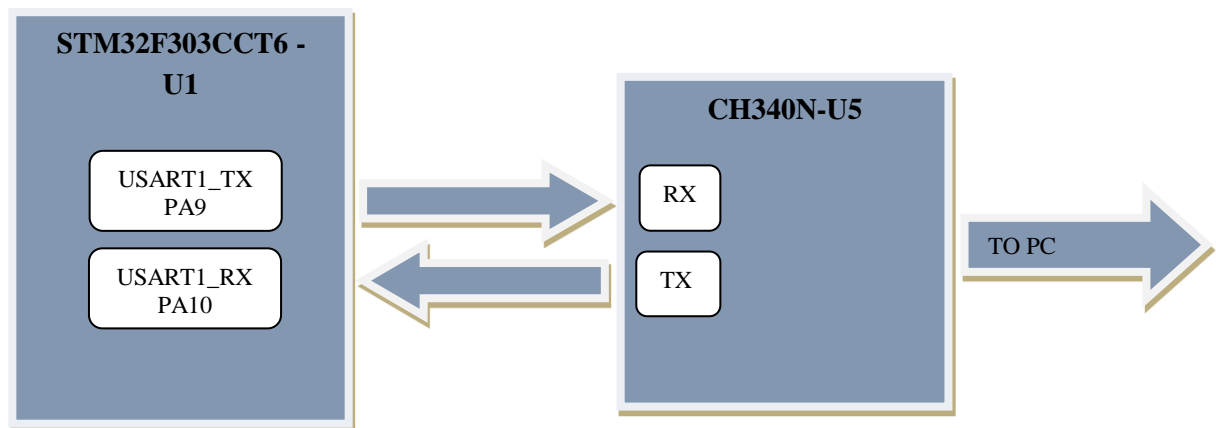 STM32F303CCT6 -
U1
USART1_TX
PA9
USART1_RX
PA10
CH340N-U5
RX
TX
TO PC